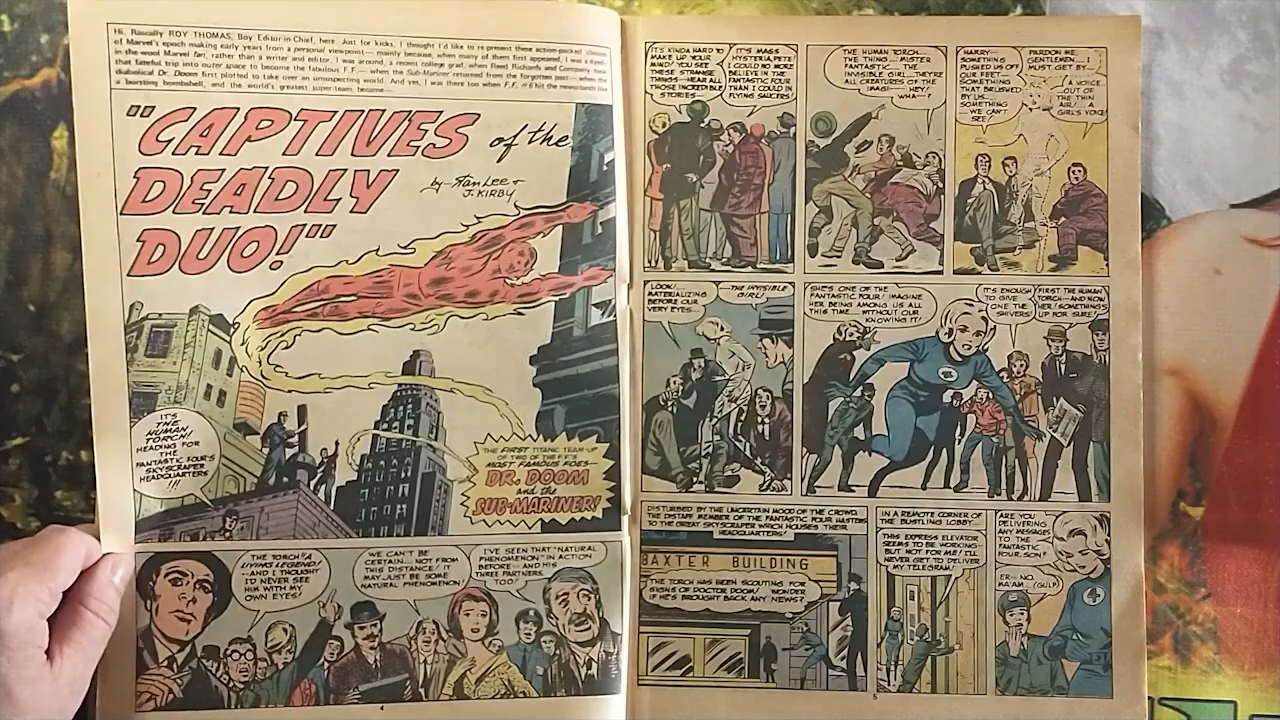 Hi. Rascally ROY THOMAS, Boy Editor-in-Chief, here. Just for kicks, I thought I'd like to re-present these action-packed
of Marvel's epoch making early years from a personal viewpoint— mainly because, when many of them first appeared, I was a dyed-
in-the-wool Marvel fan, rather than a writer and editor. I was around, a recent college grad, when Reed Richards and Company took
that fateful trip into outer space to become the fabulous F.F.— when the Sub-Mariner returned from the forgotten past— when the
diabolical Dr. Doom first plotted to take over an unsuspecting world. And yes, I was there too when F.F. #6 hit the newsstands like
a bursting bombshell, and the world's greatest super-team became—
"CAPTIVES of the
DEADLY
DUO!"
by— Stan Lee +
J. KIRBY
IT'S
THE
HUMAN
TORCH!
HEADING FOR
THE
FANTASTIC FOUR'S
SKYSCRAPER
HEADQUARTERS
!!!
THE FIRST TITANIC TEAM-UP
OF TWO OF THE F.F.'S
MOST FAMOUS FOES—
DR. DOOM
and the
SUB-MARINER!
THE TORCH!! A
LIVING LEGEND!
—AND I THOUGHT
I'D NEVER SEE
HIM WITH MY
OWN EYES!
WE CAN'T BE
CERTAIN... NOT FROM
THIS DISTANCE! IT
MAY JUST BE SOME
NATURAL PHENOMENON!
I'VE SEEN THAT "NATURAL
PHENOMENON" IN ACTION
BEFORE— AND HIS
THREE PARTNERS,
TOO!
4
IT'S KINDA HARD TO
MAKE UP YOUR
MIND! YOU SEE
THESE STRANGE
THINGS—HEAR ALL
THOSE INCREDIBLE
STORIES—
IT'S MASS
HYSTERIA, PETE!
I COULD NO MORE
BELIEVE IN THE
FANTASTIC FOUR
THAN I COULD IN
FLYING SAUCERS!
THE HUMAN TORCH...
THE THING... MISTER
FANTASTIC... THE
INVISIBLE GIRL... THEY'RE
ALL CREATURES OF THE
IMAGI— HEY!
WHA—?
HARRY—
SOMETHING
PUSHED US OFF
OUR FEET—
SOMETHING
THAT BRUSHED
BY US...
SOMETHING
—WE CAN'T
SEE!
PARDON ME,
GENTLEMEN... I
MUST GET BY—
A VOICE—
OUT OF
THE THIN
AIR! A
GIRL'S VOICE!
LOOK!
MATERIALIZING
BEFORE OUR
VERY EYES—
—THE INVISIBLE
GIRL!
SHE'S ONE OF THE
FANTASTIC FOUR! IMAGINE
HER BEING AMONG US ALL
THIS TIME... WITHOUT OUR
KNOWING IT!
IT'S ENOUGH
TO GIVE
ONE THE
SHIVERS!
FIRST THE HUMAN
TORCH—AND NOW
HER! SOMETHING'S
UP FOR SURE!
DISTURBED BY THE UNCERTAIN MOOD OF THE CROWD,
THE DISTAFF MEMBER OF THE FANTASTIC FOUR HASTENS
TO THE GREAT SKYSCRAPER WHICH HOUSES THEIR
HEADQUARTERS!
BAXTER BUILDING
THE TORCH HAS BEEN SCOUTING FOR
SIGNS OF DOCTOR DOOM! WONDER
IF HE'S BROUGHT BACK ANY NEWS?
IN A REMOTE CORNER OF
THE BUSTLING LOBBY—
THIS EXPRESS ELEVATOR
SEEMS TO BE WORKING—
BUT NOT FOR ME! I'LL
NEVER GET TO DELIVER
MY TELEGRAM!
ARE YOU
DELIVERING
ANY MESSAGES
TO THE
FANTASTIC
FOUR, SON?
ER— NO,
MA'AM... (GULP)
4
5